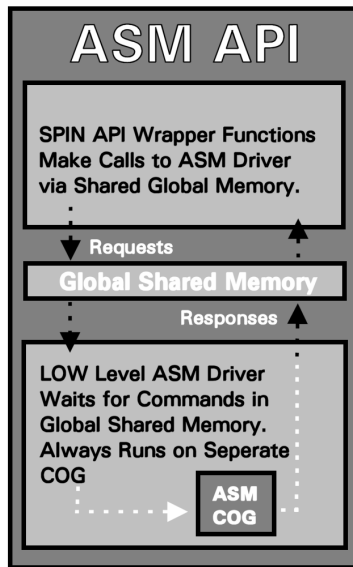 ASM API
SPIN API Wrapper Functions
Make Calls to ASM Driver
via Shared Global Memory.
Requests
Global Shared Memory
Responses
LOW Level ASM Driver
Waits for Commands in
Global Shared Memory.
Always Runs on Seperate
COG
ASM
COG